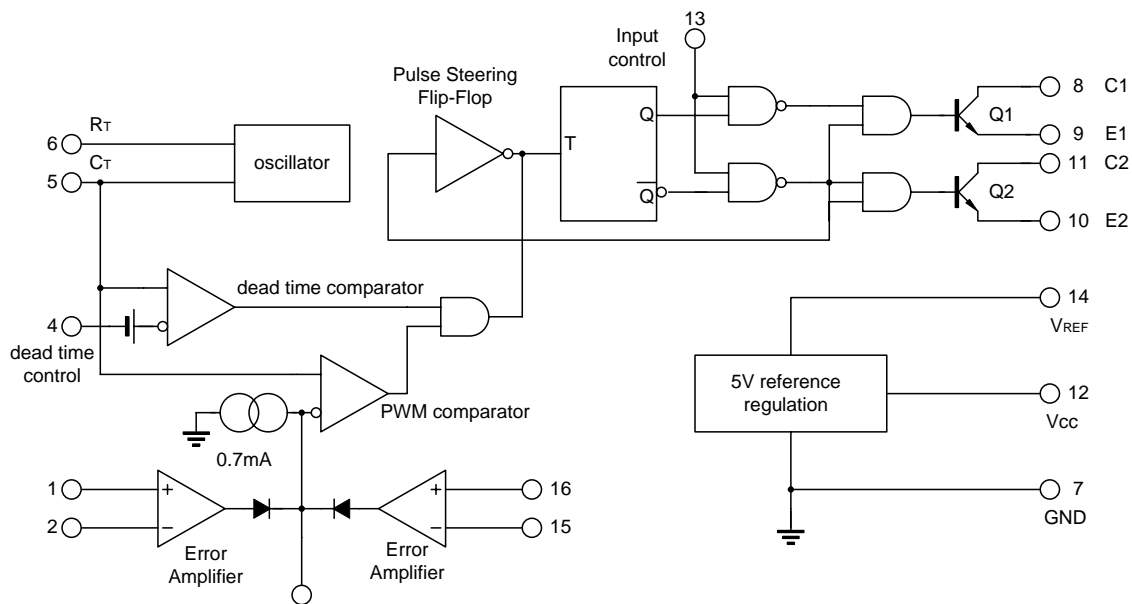 13
Input
control
Pulse Steering
Flip-Flop
8 C1
Q
Q1
6 RT
9 E1
oscillator
T
5 CT
11 C2
Q
Q2
10 E2
dead time comparator
4
14
VREF
dead time
control
5V reference
regulation
12
Vcc
PWM comparator
0.7mA
1 +
+ 16
7
GND
2 −
− 15
Error
Amplifier
Error
Amplifier